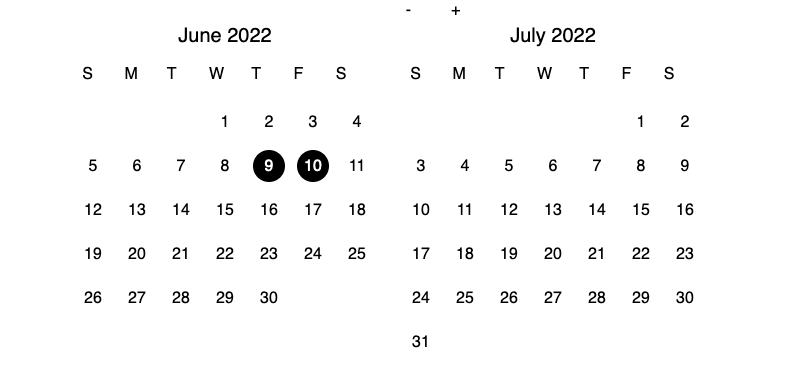 - +
June 2022
S M T W T F S
1 2 3 4
5 6 7 8 9 10 11
12 13 14 15 16 17 18
19 20 21 22 23 24 25
26 27 28 29 30
July 2022
S M T W T F S
1 2
3 4 5 6 7 8 9
10 11 12 13 14 15 16
17 18 19 20 21 22 23
24 25 26 27 28 29 30
31